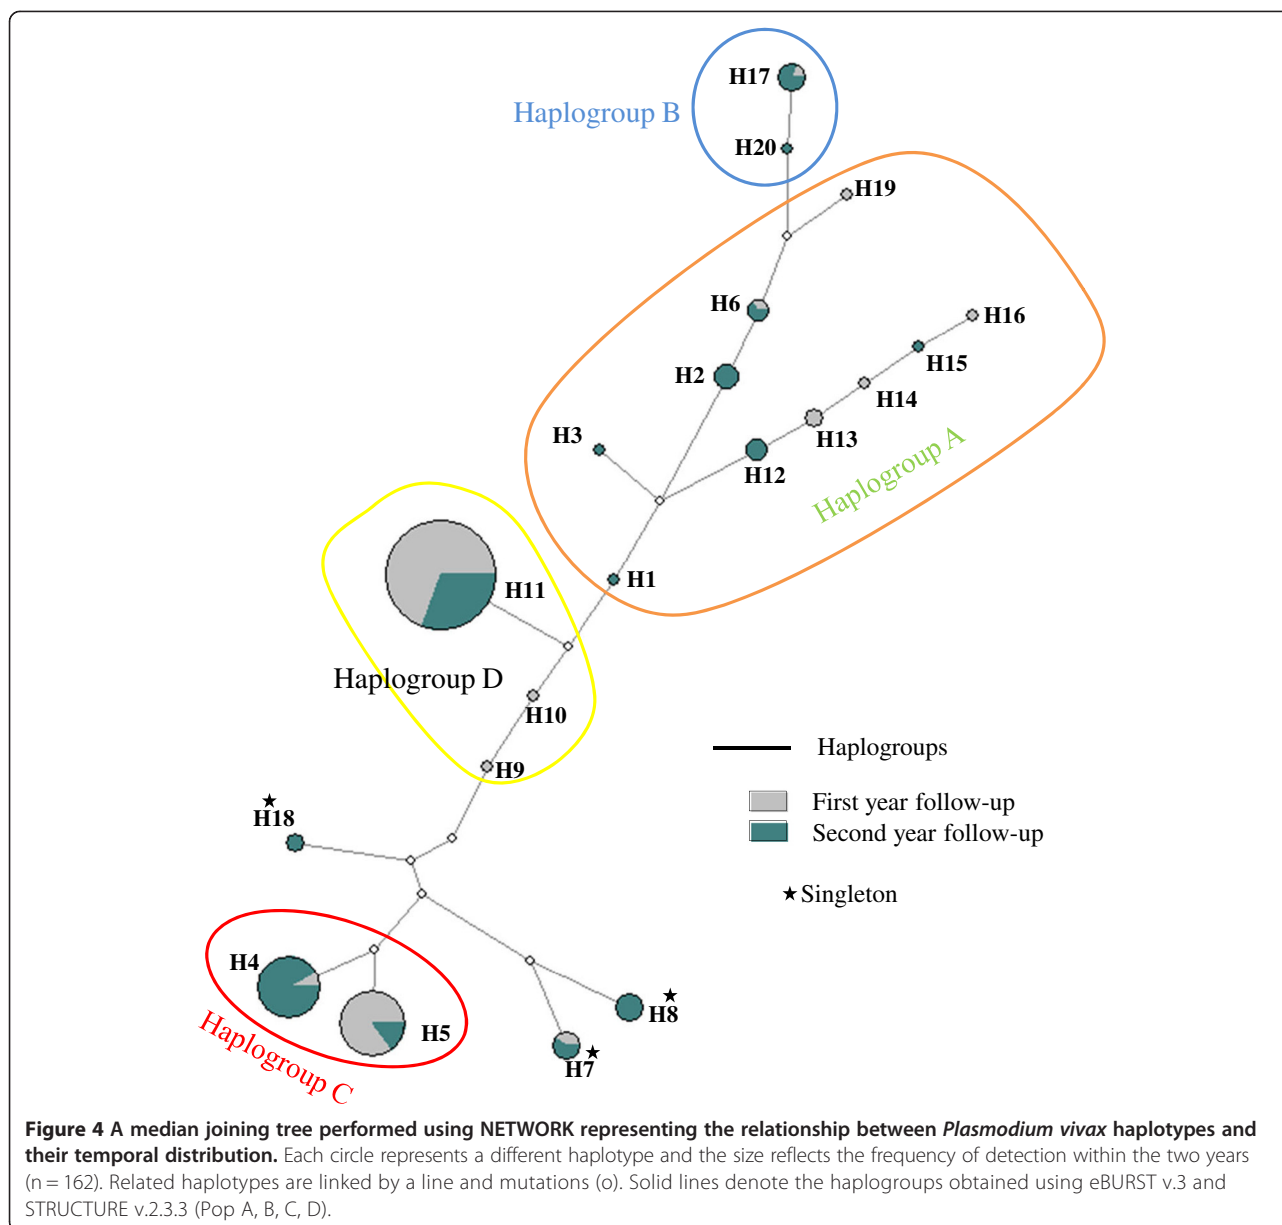 H17
Haplogroup B
H20
H19
H6
H16
H2
H15
H14
H3
H13
H12
Haplogroup A
H11
H1
Haplogroup D
H10
H9
Haplogroups
First year follow-up
Second year follow-up
★ Singleton
★
H18
H4
H5
Haplogroup C
★
H8
★
H7
Figure 4 A median joining tree performed using NETWORK representing the relationship between Plasmodium vivax haplotypes and
their temporal distribution. Each circle represents a different haplotype and the size reflects the frequency of detection within the two years
(n = 162). Related haplotypes are linked by a line and mutations (o). Solid lines denote the haplogroups obtained using eBURST v.3 and
STRUCTURE v.2.3.3 (Pop A, B, C, D).